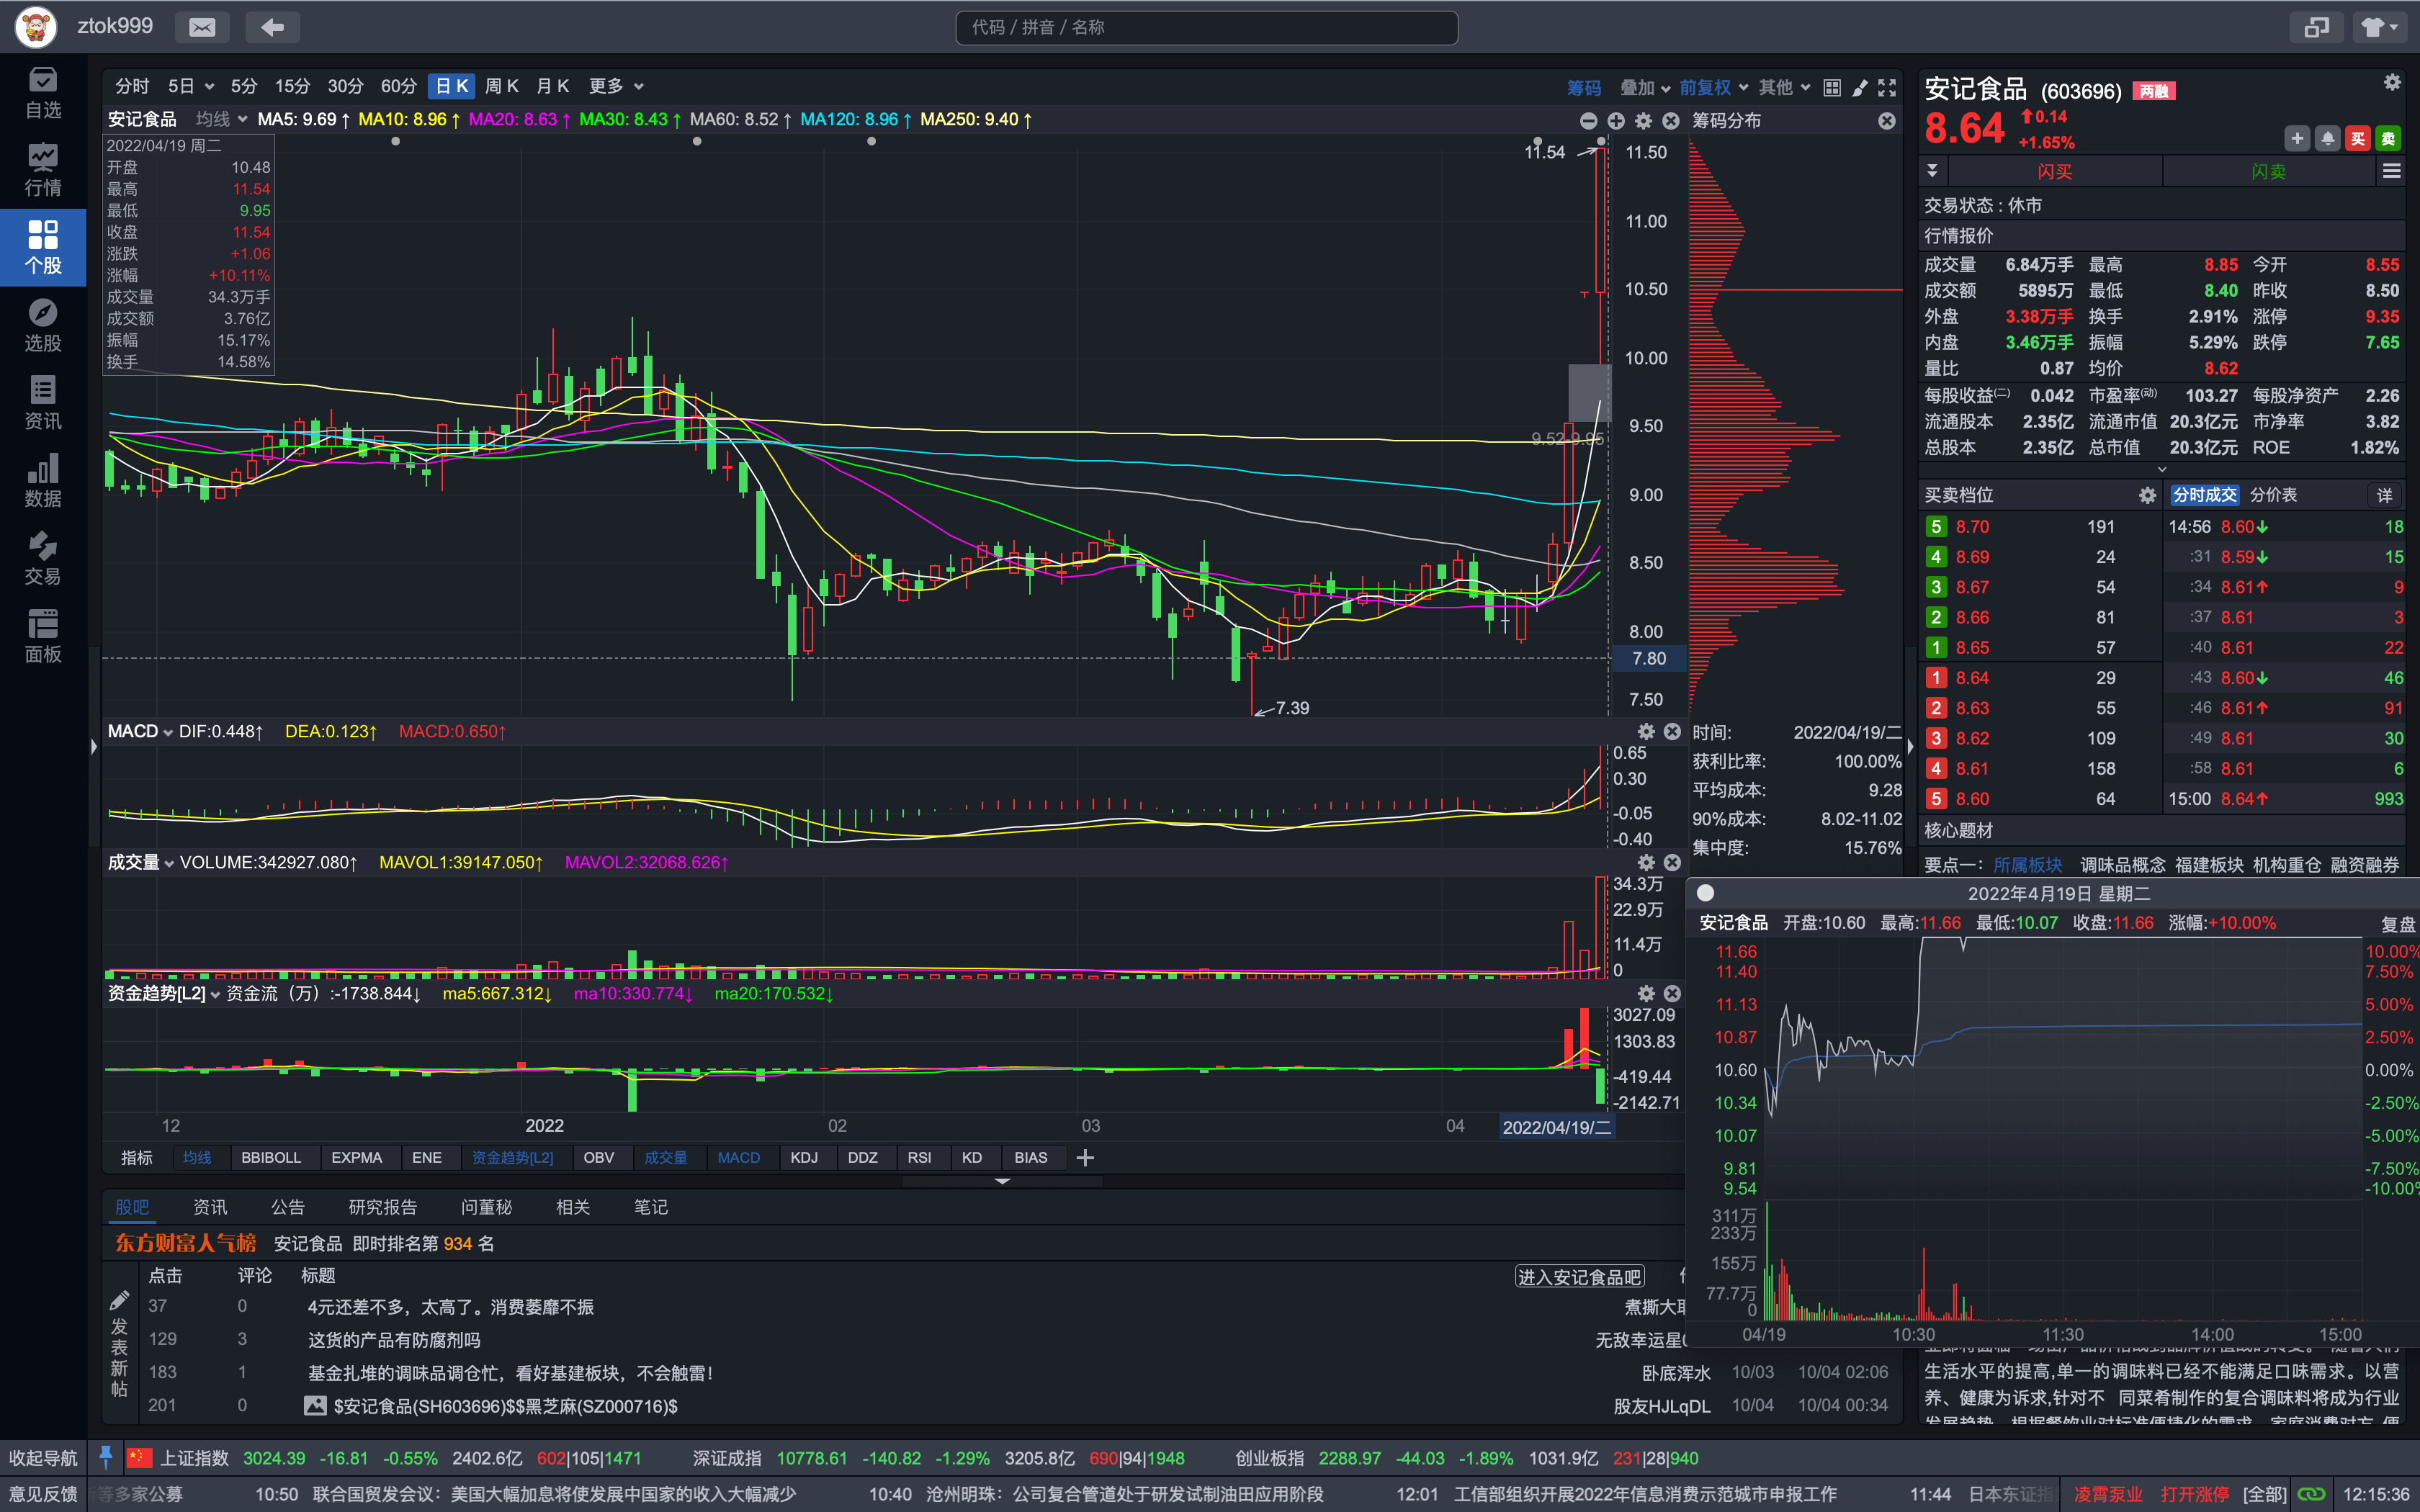 ztok999
代码 / 拼音 / 名称
自选
行情
个股
选股
资讯
数据
交易
面板
分时 5日 5分 15分 30分 60分 日K 周K 月K 更多
筹码 叠加 前复权 其他
安记食品 均线 MA5: 9.69↑ MA10: 8.96↑ MA20: 8.63↑ MA30: 8.43↑ MA60: 8.52↑ MA120: 8.96↑ MA250: 9.40↑
筹码分布
2022/04/19 周二
开盘 10.48
最高 11.54
最低 9.95
收盘 11.54
涨跌 +1.06
涨幅 +10.11%
成交量 34.3万手
成交额 3.76亿
振幅 15.17%
换手 14.58%
11.54
9.52-9.95
7.39
11.50
11.00
10.50
10.00
9.50
9.00
8.50
8.00
7.80
7.50
MACD DIF:0.448↑ DEA:0.123↑ MACD:0.650↑
0.65
0.30
-0.05
-0.40
成交量 VOLUME:342927.080↑ MAVOL1:39147.050↑ MAVOL2:32068.626↑
34.3万
22.9万
11.4万
0
资金趋势[L2] 资金流（万）:-1738.844↓ ma5:667.312↓ ma10:330.774↓ ma20:170.532↓
3027.09
1303.83
-419.44
-2142.71
12 2022 02 03 04 2022/04/19/二
指标 均线 BBIBOLL EXPMA ENE 资金趋势[L2] OBV 成交量 MACD KDJ DDZ RSI KD BIAS
时间: 2022/04/19/二
获利比率: 100.00%
平均成本: 9.28
90%成本: 8.02-11.02
集中度: 15.76%
股吧 资讯 公告 研究报告 问董秘 相关 笔记
东方财富人气榜 安记食品 即时排名第 934 名
点击 评论 标题 进入安记食品吧
发表新帖
37 0 4元还差不多，太高了。消费萎靡不振 煮撕大耳
129 3 这货的产品有防腐剂吗 无敌幸运星
183 1 基金扎堆的调味品调仓忙，看好基建板块，不会触雷！ 卧底浑水 10/03 10/04 02:06
201 0 $安记食品(SH603696)$$黑芝麻(SZ000716)$ 股友HJLqDL 10/04 10/04 00:34
安记食品 (603696) 两融
8.64 0.14
+1.65%
买 卖
闪买 闪卖
交易状态 : 休市
行情报价
成交量 6.84万手 最高 8.85 今开 8.55
成交额 5895万 最低 8.40 昨收 8.50
外盘 3.38万手 换手 2.91% 涨停 9.35
内盘 3.46万手 振幅 5.29% 跌停 7.65
量比 0.87 均价 8.62
每股收益(二) 0.042 市盈率(动) 103.27 每股净资产 2.26
流通股本 2.35亿 流通市值 20.3亿元 市净率 3.82
总股本 2.35亿 总市值 20.3亿元 ROE 1.82%
买卖档位 分时成交 分价表 详
5 8.70 191 14:56 8.60↓ 18
4 8.69 24 :31 8.59↓ 15
3 8.67 54 :34 8.61↑ 9
2 8.66 81 :37 8.61 3
1 8.65 57 :40 8.61 22
1 8.64 29 :43 8.60↓ 46
2 8.63 55 :46 8.61↑ 91
3 8.62 109 :49 8.61 30
4 8.61 158 :58 8.61 6
5 8.60 64 15:00 8.64↑ 993
核心题材
要点一： 所属板块 调味品概念 福建板块 机构重仓 融资融券
2022年4月19日 星期二
安记食品 开盘:10.60 最高:11.66 最低:10.07 收盘:11.66 涨幅:+10.00% 复盘
11.66 10.00%
11.40 7.50%
11.13 5.00%
10.87 2.50%
10.60 0.00%
10.34 -2.50%
10.07 -5.00%
9.81 -7.50%
9.54 -10.00%
311万
233万
155万
77.7万
0
04/19 10:30 11:30 14:00 15:00
生活水平的提高,单一的调味料已经不能满足口味需求。以营
养、健康为诉求,针对不 同菜肴制作的复合调味料将成为行业
发展趋势。根据餐饮业对标准便捷化的需求、家庭消费对方 便
收起导航 上证指数 3024.39 -16.81 -0.55% 2402.6亿 602|105|1471 深证成指 10778.61 -140.82 -1.29% 3205.8亿 690|94|1948 创业板指 2288.97 -44.03 -1.89% 1031.9亿 231|28|940
意见反馈 等多家公募 10:50 联合国贸发会议：美国大幅加息将使发展中国家的收入大幅减少 10:40 沧州明珠：公司复合管道处于研发试制油田应用阶段 12:01 工信部组织开展2022年信息消费示范城市申报工作 11:44 日本东证指 凌霄泵业 打开涨停 [全部] 12:15:36